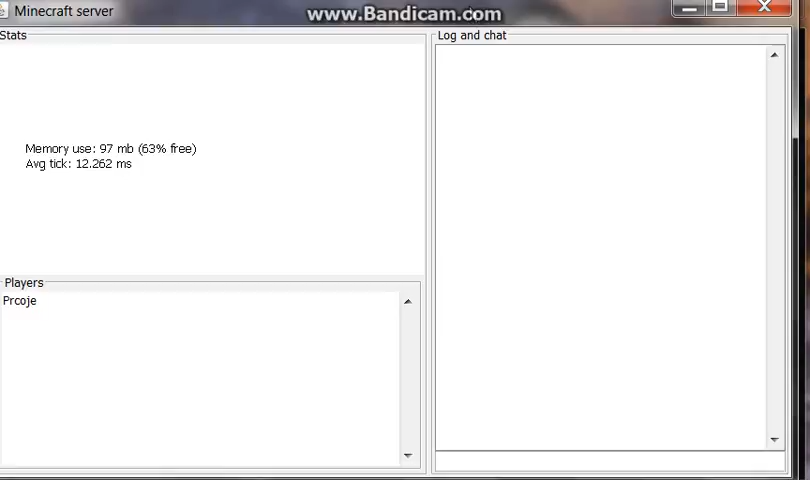 Minecraft server
www.Bandicam.com
Stats
Log and chat
Memory use: 97 mb (63% free)
Avg tick: 12.262 ms
Players
Prcoje